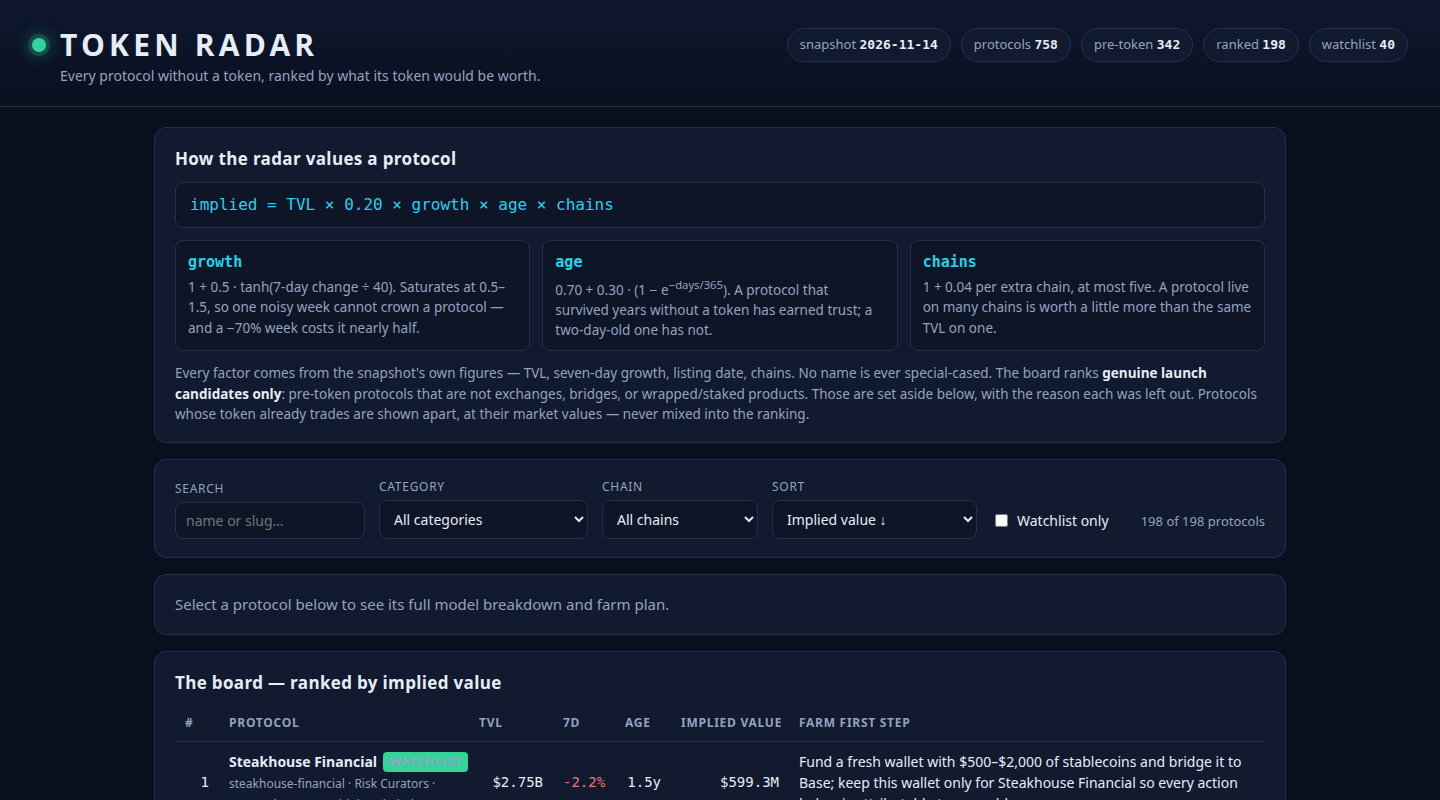 TOKEN RADAR
Every protocol without a token, ranked by what its token would be worth.
snapshot 2026-11-14
protocols 758
pre-token 342
ranked 198
watchlist 40
How the radar values a protocol
implied = TVL × 0.20 × growth × age × chains
growth
1 + 0.5 · tanh(7-day change ÷ 40). Saturates at 0.5–
1.5, so one noisy week cannot crown a protocol —
and a −70% week costs it nearly half.
age
0.70 + 0.30 · (1 − e−days/365). A protocol that
survived years without a token has earned trust; a
two-day-old one has not.
chains
1 + 0.04 per extra chain, at most five. A protocol live
on many chains is worth a little more than the same
TVL on one.
Every factor comes from the snapshot's own figures — TVL, seven-day growth, listing date, chains. No name is ever special-cased. The board ranks genuine launch
candidates only: pre-token protocols that are not exchanges, bridges, or wrapped/staked products. Those are set aside below, with the reason each was left out. Protocols
whose token already trades are shown apart, at their market values — never mixed into the ranking.
SEARCH
name or slug…
CATEGORY
All categories
CHAIN
All chains
SORT
Implied value ↓
Watchlist only
198 of 198 protocols
Select a protocol below to see its full model breakdown and farm plan.
The board — ranked by implied value
# PROTOCOL TVL 7D AGE IMPLIED VALUE FARM FIRST STEP
1
Steakhouse Financial WATCHLIST
steakhouse-financial · Risk Curators ·
$2.75B
-2.2%
1.5y
$599.3M
Fund a fresh wallet with $500–$2,000 of stablecoins and bridge it to
Base; keep this wallet only for Steakhouse Financial so every action